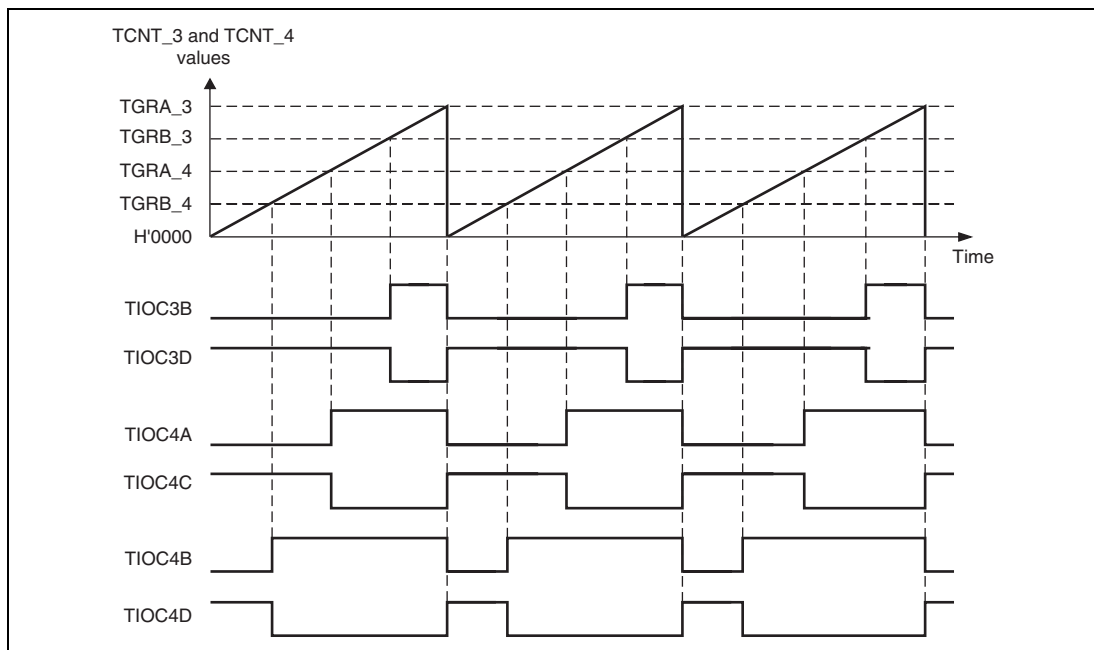 TCNT_3 and TCNT_4
values
TGRA_3
TGRB_3
TGRA_4
TGRB_4
H'0000
Time
TIOC3B
TIOC3D
TIOC4A
TIOC4C
TIOC4B
TIOC4D